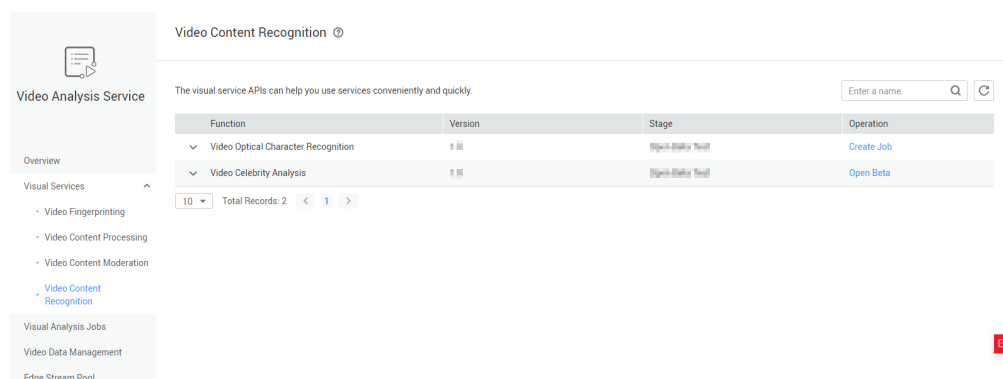 Video Content Recognition
Video Analysis Service
Overview
Visual Services
Video Fingerprinting
Video Content Processing
Video Content Moderation
Video Content
Recognition
Visual Analysis Jobs
Video Data Management
Edge Stream Pool
The visual service APIs can help you use services conveniently and quickly.
Enter a name.
Function Version Stage Operation
Video Optical Character Recognition Create Job
Video Celebrity Analysis Open Beta
10 Total Records: 2 < 1 >